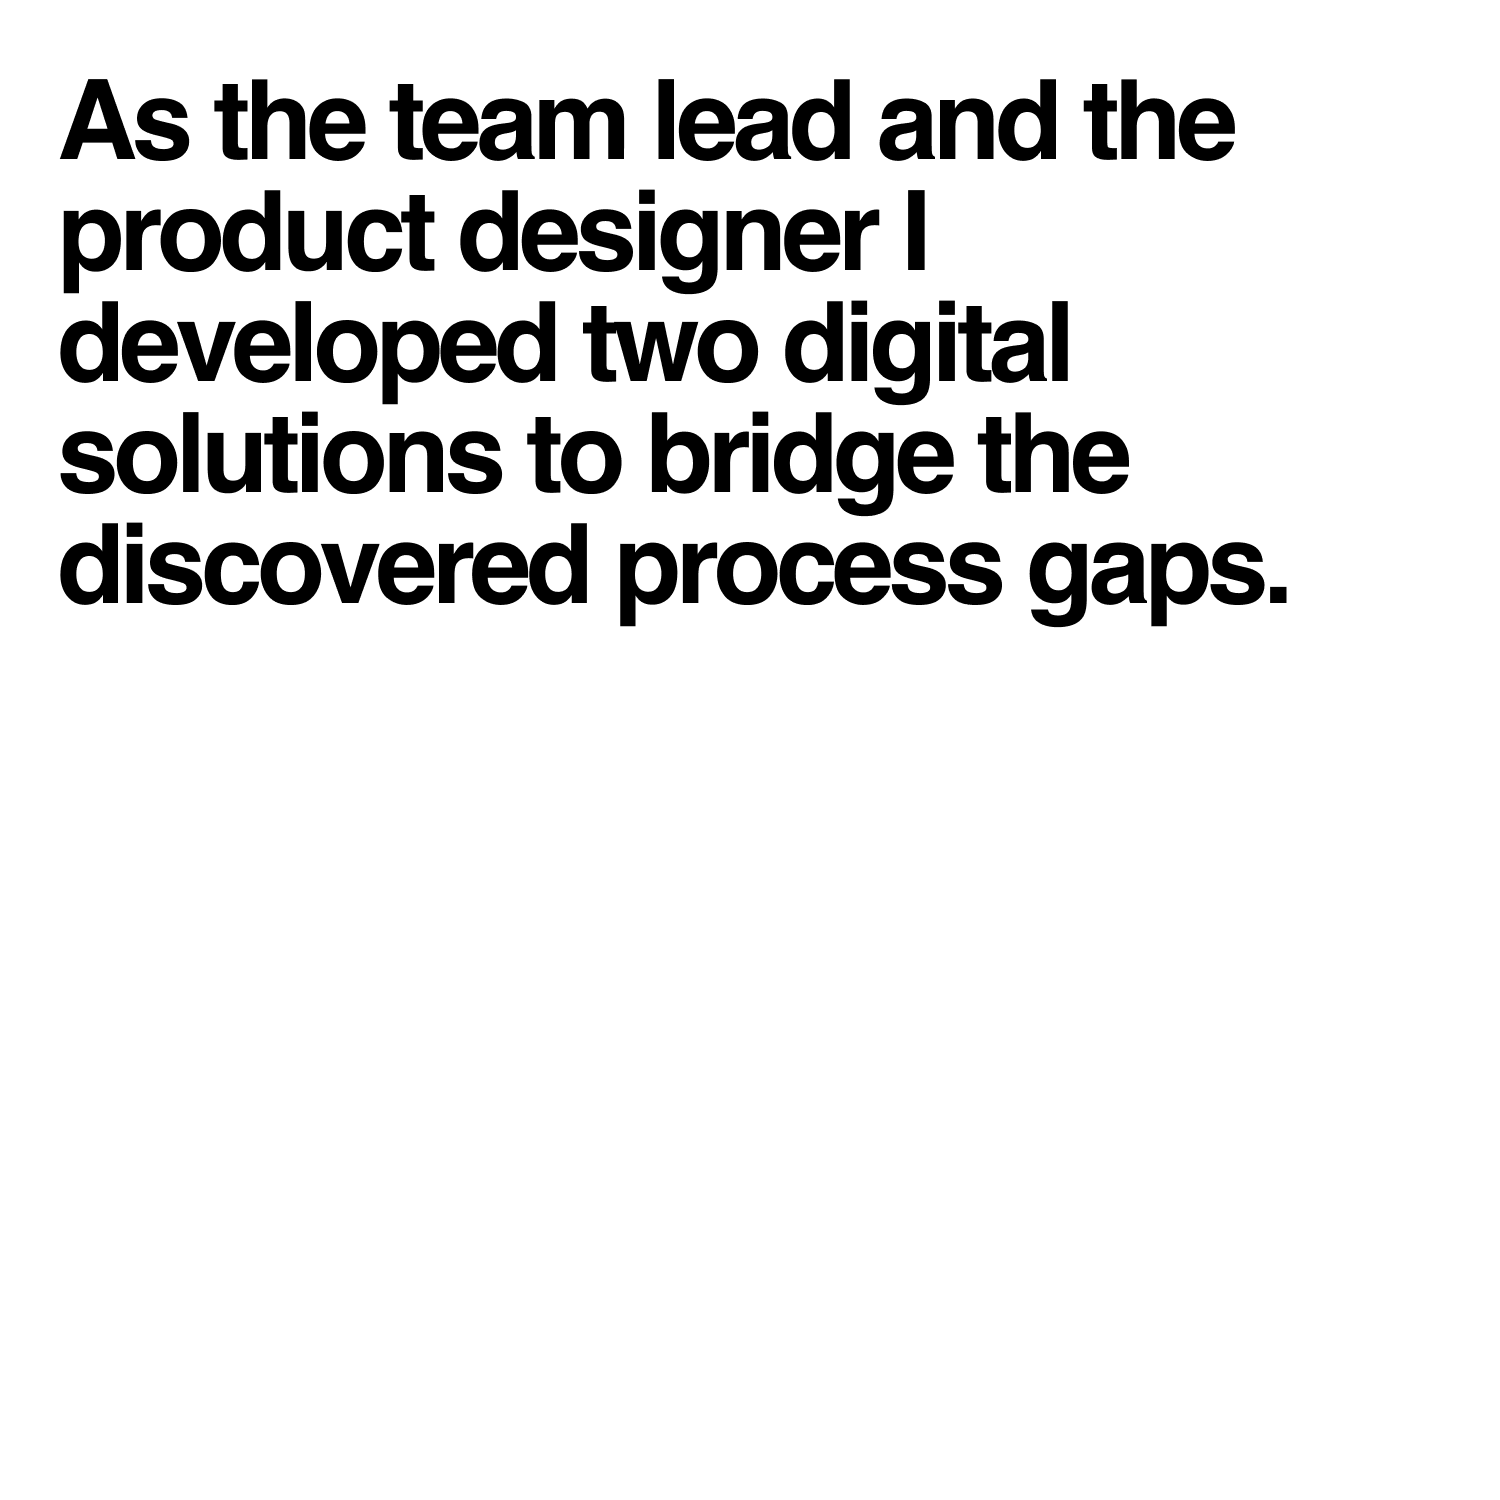 As the team lead and the
product designer I
developed two digital
solutions to bridge the
discovered process gaps.